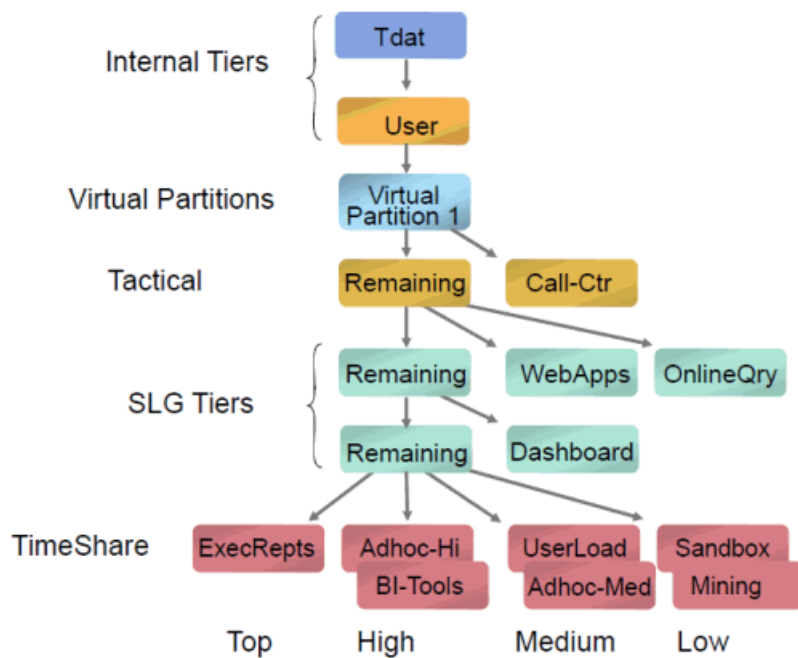 Tdat
Internal Tiers
User
Virtual Partitions
Virtual
Partition 1
Tactical
Remaining
Call-Ctr
Remaining
WebApps
OnlineQry
SLG Tiers
Remaining
Dashboard
TimeShare
ExecRepts
Adhoc-Hi
UserLoad
Sandbox
BI-Tools
Adhoc-Med
Mining
Top
High
Medium
Low